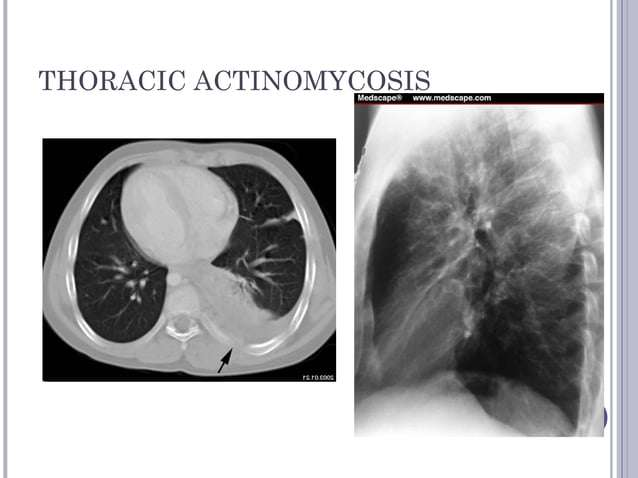 THORACIC ACTINOMYCOSIS
Medscape® www.medscape.com